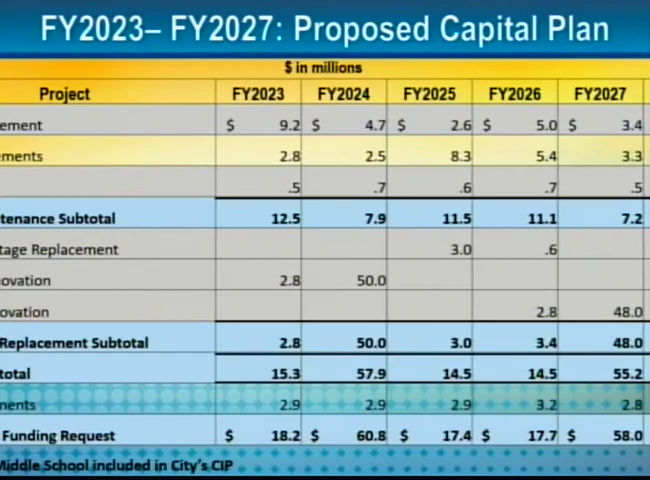 FY2023– FY2027: Proposed Capital Plan
$ in millions
Project FY2023 FY2024 FY2025 FY2026 FY2027
ement $ 9.2 $ 4.7 $ 2.6 $ 5.0 $ 3.4
ments 2.8 2.5 8.3 5.4 3.3
.5 .7 .6 .7 .5
tenance Subtotal 12.5 7.9 11.5 11.1 7.2
tage Replacement 3.0 .6
ovation 2.8 50.0
ovation 2.8 48.0
Replacement Subtotal 2.8 50.0 3.0 3.4 48.0
total 15.3 57.9 14.5 14.5 55.2
ments 2.9 2.9 2.9 3.2 2.8
Funding Request $ 18.2 $ 60.8 $ 17.4 $ 17.7 $ 58.0
Middle School included in City's CIP